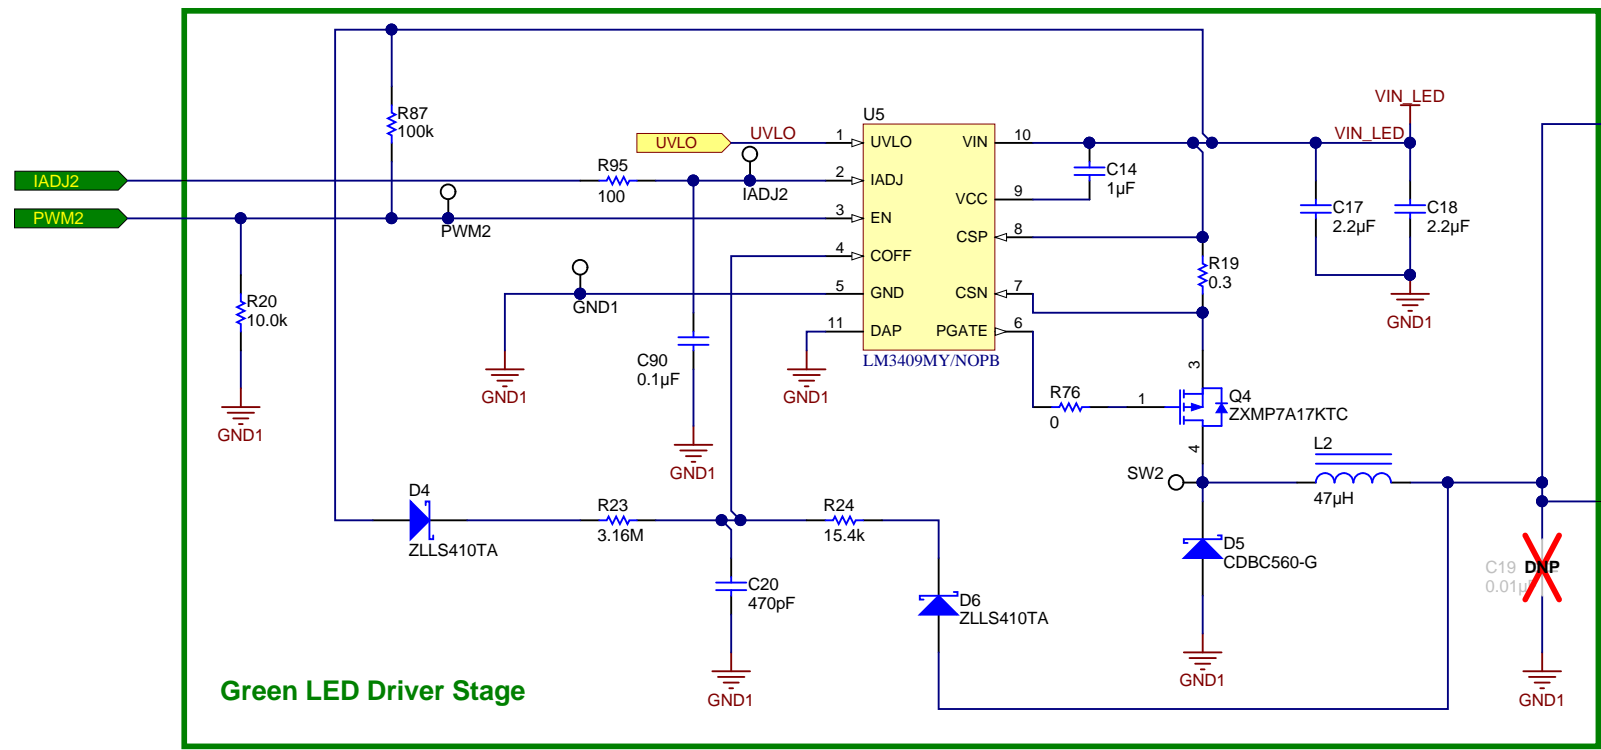 R87
100k
U5
VIN_LED
UVLO
UVLO
1
UVLO
VIN
10
VIN_LED
R95
100
IADJ2
IADJ2
2
IADJ
C14
1µF
VCC
9
PWM2
PWM2
3
EN
C17
2.2µF
C18
2.2µF
CSP
8
4
COFF
R19
0.3
GND1
5
GND
CSN
7
R20
10.0k
GND1
11
DAP
PGATE
6
LM3409MY/NOPB
C90
0.1µF
GND1
GND1
3
R76
0
1
Q4
ZXMP7A17KTC
GND1
GND1
4
L2
47µH
SW2
D4
ZLLS410TA
R23
3.16M
R24
15.4k
D5
CDBC560-G
C19
DNP
C20
470pF
D6
ZLLS410TA
GND1
GND1
GND1
Green LED Driver Stage